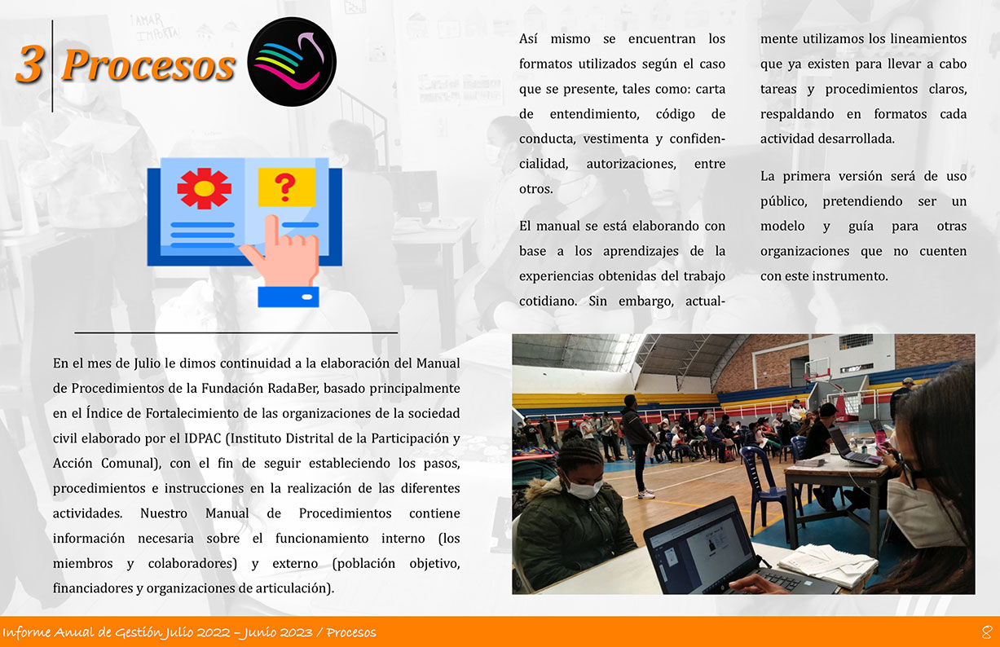 3 Procesos
¡AMAR
IMPORTA!
En el mes de Julio le dimos continuidad a la elaboración del Manual
de Procedimientos de la Fundación RadaBer, basado principalmente
en el Índice de Fortalecimiento de las organizaciones de la sociedad
civil elaborado por el IDPAC (Instituto Distrital de la Participación y
Acción Comunal), con el fin de seguir estableciendo los pasos,
procedimientos e instrucciones en la realización de las diferentes
actividades. Nuestro Manual de Procedimientos contiene
información necesaria sobre el funcionamiento interno (los
miembros y colaboradores) y externo (población objetivo,
financiadores y organizaciones de articulación).
Así mismo se encuentran los
formatos utilizados según el caso
que se presente, tales como: carta
de entendimiento, código de
conducta, vestimenta y confiden-
cialidad, autorizaciones, entre
otros.
El manual se está elaborando con
base a los aprendizajes de la
experiencias obtenidas del trabajo
cotidiano. Sin embargo, actual-
mente utilizamos los lineamientos
que ya existen para llevar a cabo
tareas y procedimientos claros,
respaldando en formatos cada
actividad desarrollada.
La primera versión será de uso
público, pretendiendo ser un
modelo y guía para otras
organizaciones que no cuenten
con este instrumento.
Informe Anual de Gestión Julio 2022 – Junio 2023 / Procesos
8